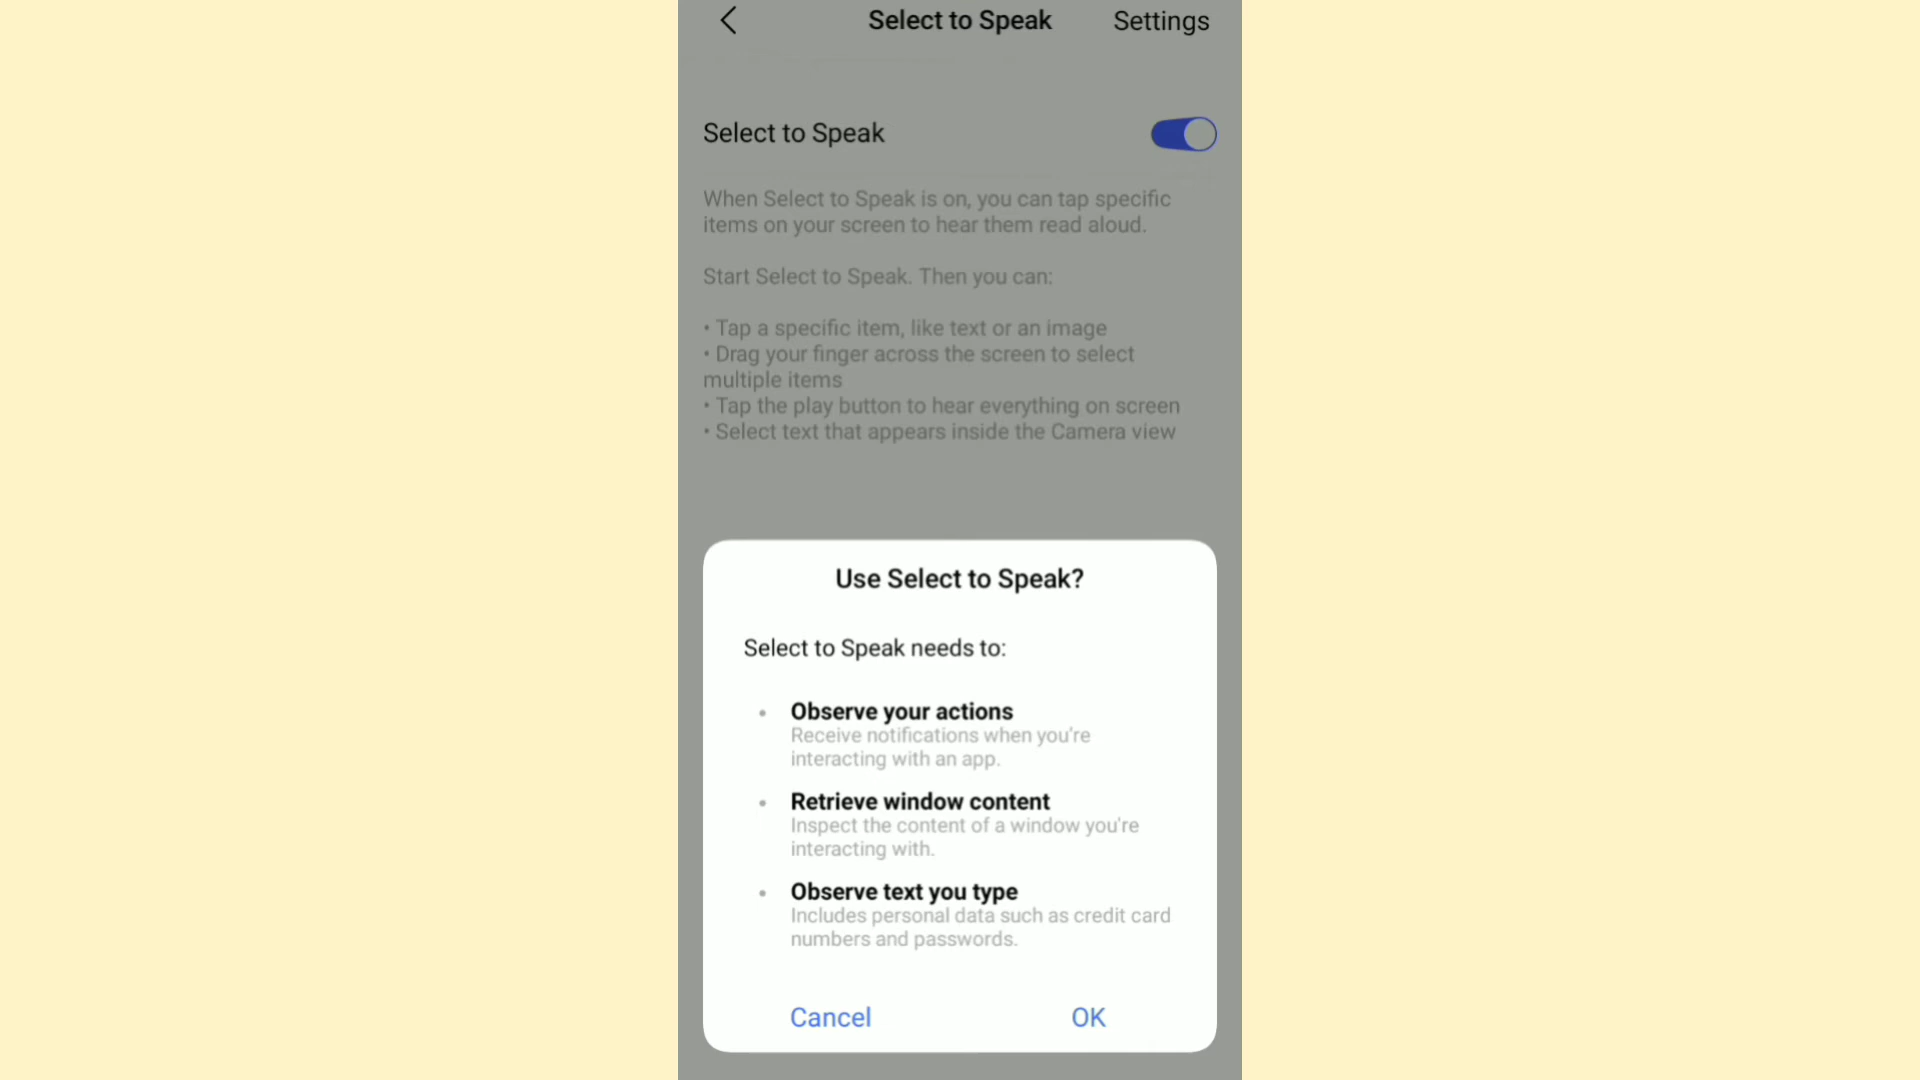 Select to Speak Settings
Select to Speak
When Select to Speak is on, you can tap specific
items on your screen to hear them read aloud.
Start Select to Speak. Then you can:
• Tap a specific item, like text or an image
• Drag your finger across the screen to select
multiple items
• Tap the play button to hear everything on screen
• Select text that appears inside the Camera view
Use Select to Speak?
Select to Speak needs to:
• Observe your actions
Receive notifications when you're
interacting with an app.
• Retrieve window content
Inspect the content of a window you're
interacting with.
• Observe text you type
Includes personal data such as credit card
numbers and passwords.
Cancel OK